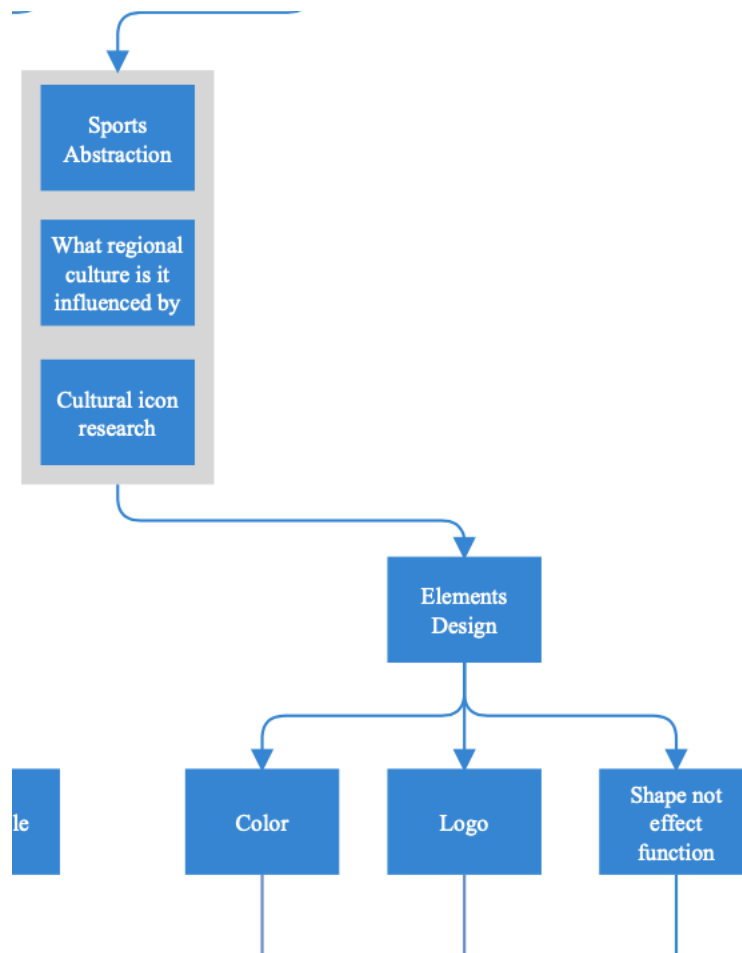 Sports
Abstraction
What regional
culture is it
influenced by
Cultural icon
research
Elements
Design
le
Color
Logo
Shape not
effect
function